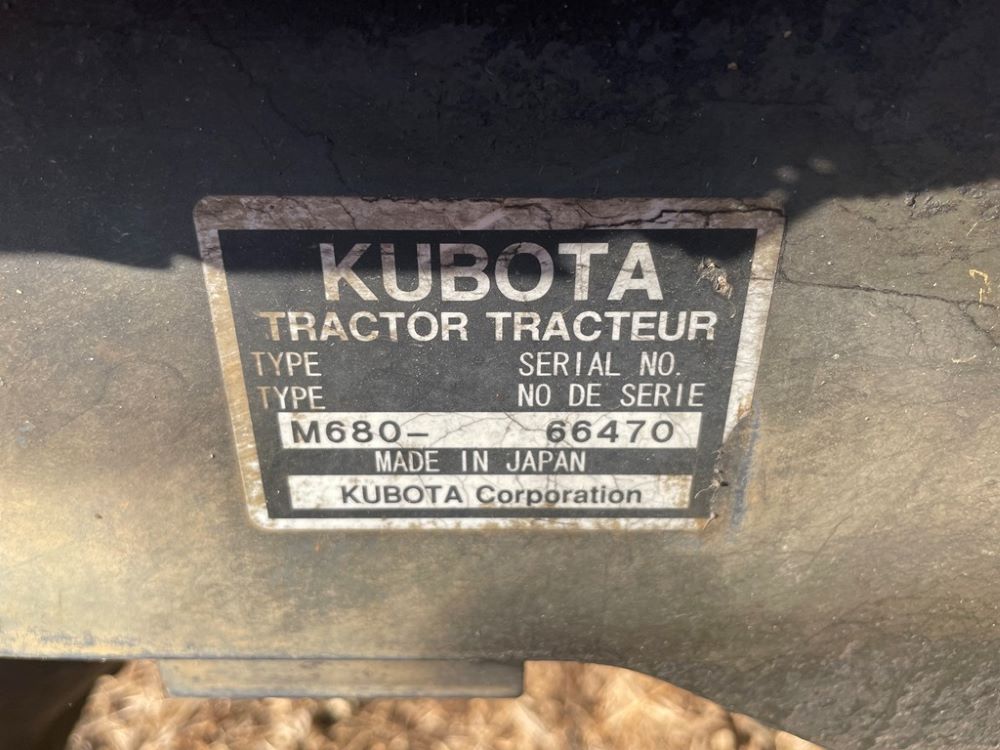 KUBOTA
TRACTOR TRACTEUR
TYPE SERIAL NO.
TYPE NO DE SERIE
M680- 66470
MADE IN JAPAN
KUBOTA Corporation